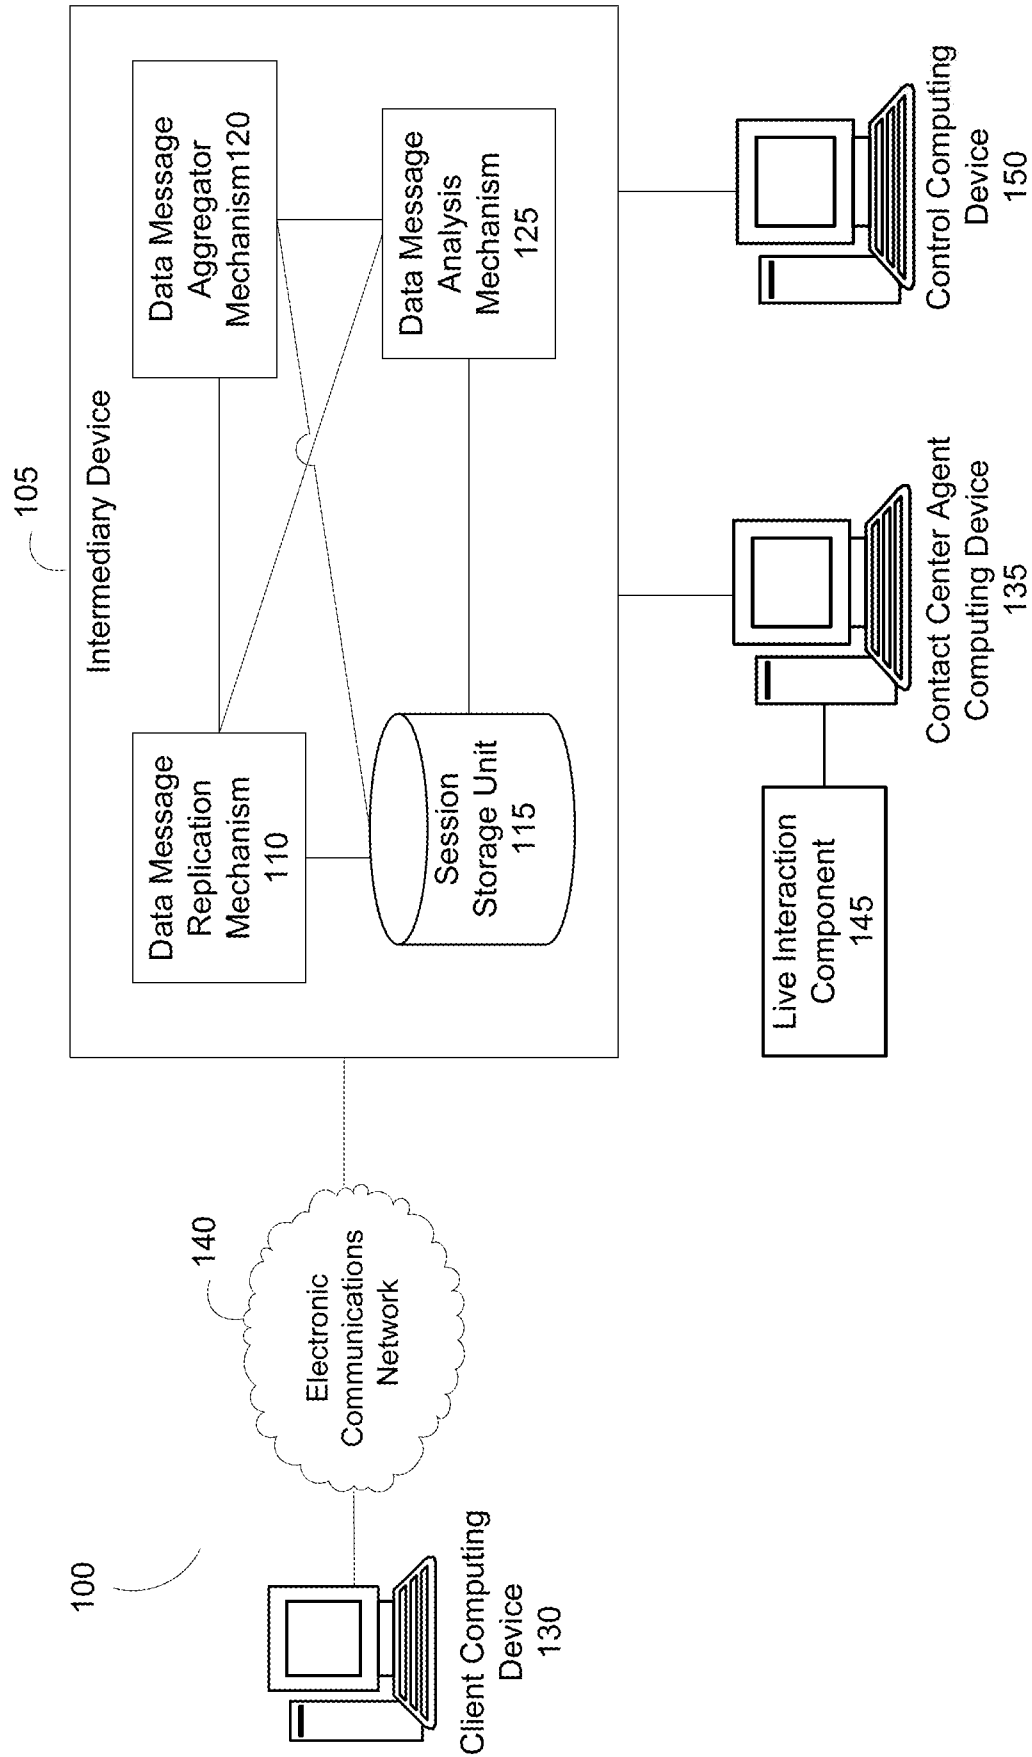 100
Client Computing
Device
130
140
Electronic
Communications
Network
105
Intermediary Device
Data Message
Replication
Mechanism
110
Data Message
Aggregator
Mechanism120
Session
Storage Unit
115
Data Message
Analysis
Mechanism
125
Live Interaction
Component
145
Contact Center Agent
Computing Device
135
Control Computing
Device
150